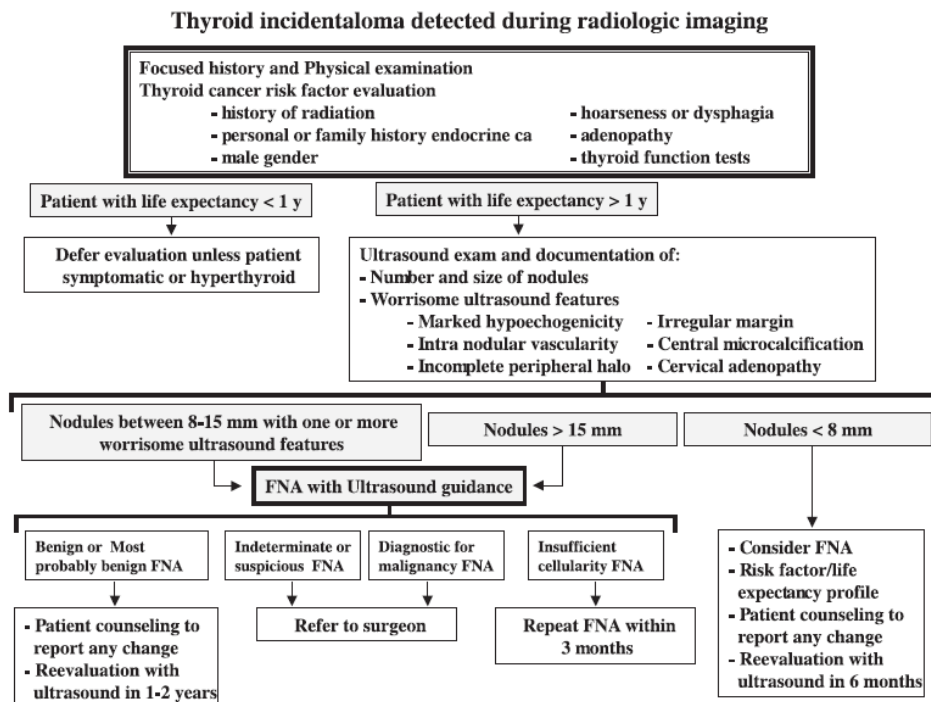 Thyroid incidentaloma detected during radiologic imaging
Focused history and Physical examination
Thyroid cancer risk factor evaluation
- history of radiation
- personal or family history endocrine ca
- male gender
- hoarseness or dysphagia
- adenopathy
- thyroid function tests
Patient with life expectancy < 1 y
Patient with life expectancy > 1 y
Defer evaluation unless patient
symptomatic or hyperthyroid
Ultrasound exam and documentation of:
- Number and size of nodules
- Worrisome ultrasound features
- Marked hypoechogenicity
- Intra nodular vascularity
- Incomplete peripheral halo
- Irregular margin
- Central microcalcification
- Cervical adenopathy
Nodules between 8-15 mm with one or more
worrisome ultrasound features
Nodules > 15 mm
Nodules < 8 mm
FNA with Ultrasound guidance
Benign or Most
probably benign FNA
Indeterminate or
suspicious FNA
Diagnostic for
malignancy FNA
Insufficient
cellularity FNA
- Patient counseling to
report any change
- Reevaluation with
ultrasound in 1-2 years
Refer to surgeon
Repeat FNA within
3 months
- Consider FNA
- Risk factor/life
expectancy profile
- Patient counseling to
report any change
- Reevaluation with
ultrasound in 6 months